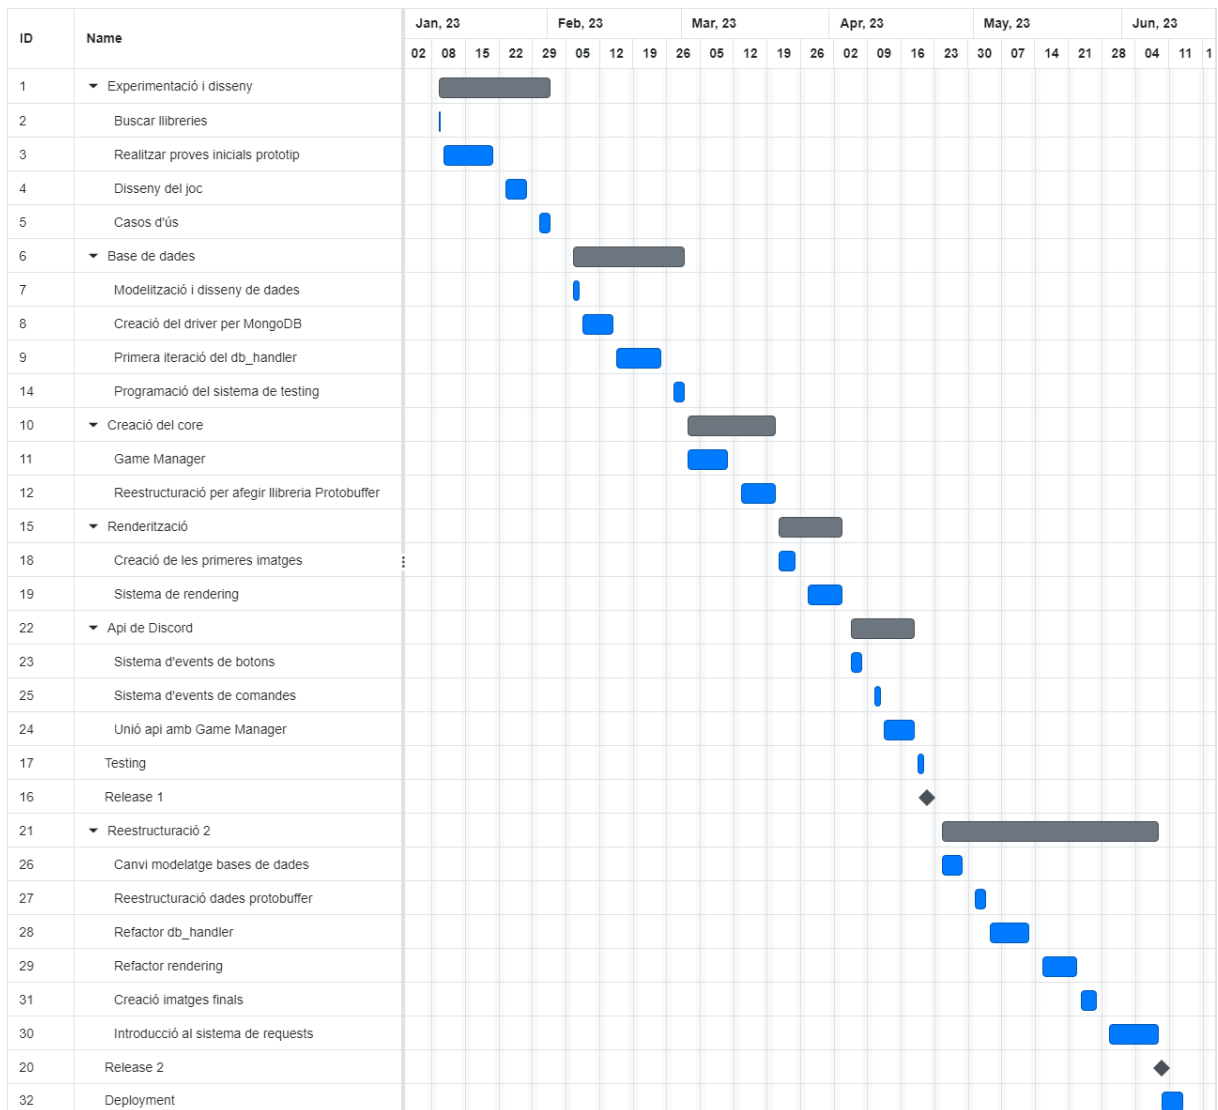 ID Name Jan, 23 Feb, 23 Mar, 23 Apr, 23 May, 23 Jun, 23
02 08 15 22 29 05 12 19 26 05 12 19 26 02 09 16 23 30 07 14 21 28 04 11 1
1 Experimentació i disseny
2 Buscar llibreries
3 Realitzar proves inicials prototip
4 Disseny del joc
5 Casos d'ús
6 Base de dades
7 Modelització i disseny de dades
8 Creació del driver per MongoDB
9 Primera iteració del db_handler
14 Programació del sistema de testing
10 Creació del core
11 Game Manager
12 Reestructuració per afegir llibreria Protobuffer
15 Renderització
18 Creació de les primeres imatges
19 Sistema de rendering
22 Api de Discord
23 Sistema d'events de botons
25 Sistema d'events de comandes
24 Unió api amb Game Manager
17 Testing
16 Release 1
21 Reestructuració 2
26 Canvi modelatge bases de dades
27 Reestructuració dades protobuffer
28 Refactor db_handler
29 Refactor rendering
31 Creació imatges finals
30 Introducció al sistema de requests
20 Release 2
32 Deployment